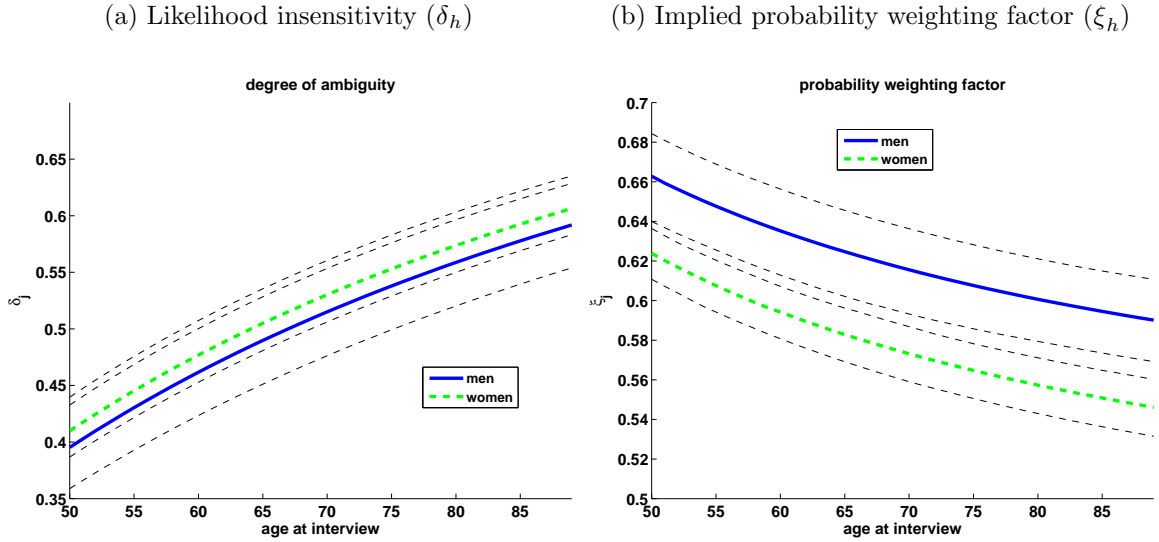 (a) Likelihood insensitivity (δh)
(b) Implied probability weighting factor (ξh)
degree of ambiguity
0.65
0.6
0.55
0.5
0.45
0.4
0.35
δj
50 55 60 65 70 75 80 85
age at interview
men
women
probability weighting factor
0.7
0.68
0.66
0.64
0.62
0.6
0.58
0.56
0.54
0.52
0.5
ξj
50 55 60 65 70 75 80 85
age at interview
men
women